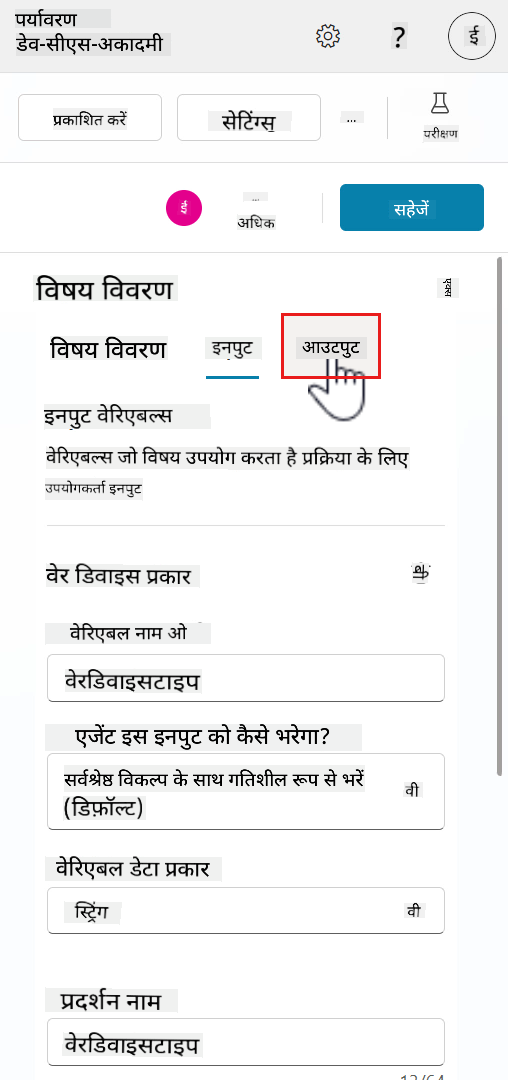 पर्यावरण
डेव-सीएस-अकादमी
?
ई
प्रकाशित करें
सेटिंग्स
...
परीक्षण
ई
...
अधिक
सहेजें
विषय विवरण
एक्स
विषय विवरण
इनपुट
आउटपुट
इनपुट वेरिएबल्स
वेरिएबल्स जो विषय उपयोग करता है प्रक्रिया के लिए
उपयोगकर्ता इनपुट
वेर डिवाइस प्रकार
वेरिएबल नाम ओ
वेरडिवाइसटाइप
एजेंट इस इनपुट को कैसे भरेगा?
सर्वश्रेष्ठ विकल्प के साथ गतिशील रूप से भरें
(डिफ़ॉल्ट)
वी
वेरिएबल डेटा प्रकार
स्ट्रिंग
वी
प्रदर्शन नाम
वेरडिवाइसटाइप